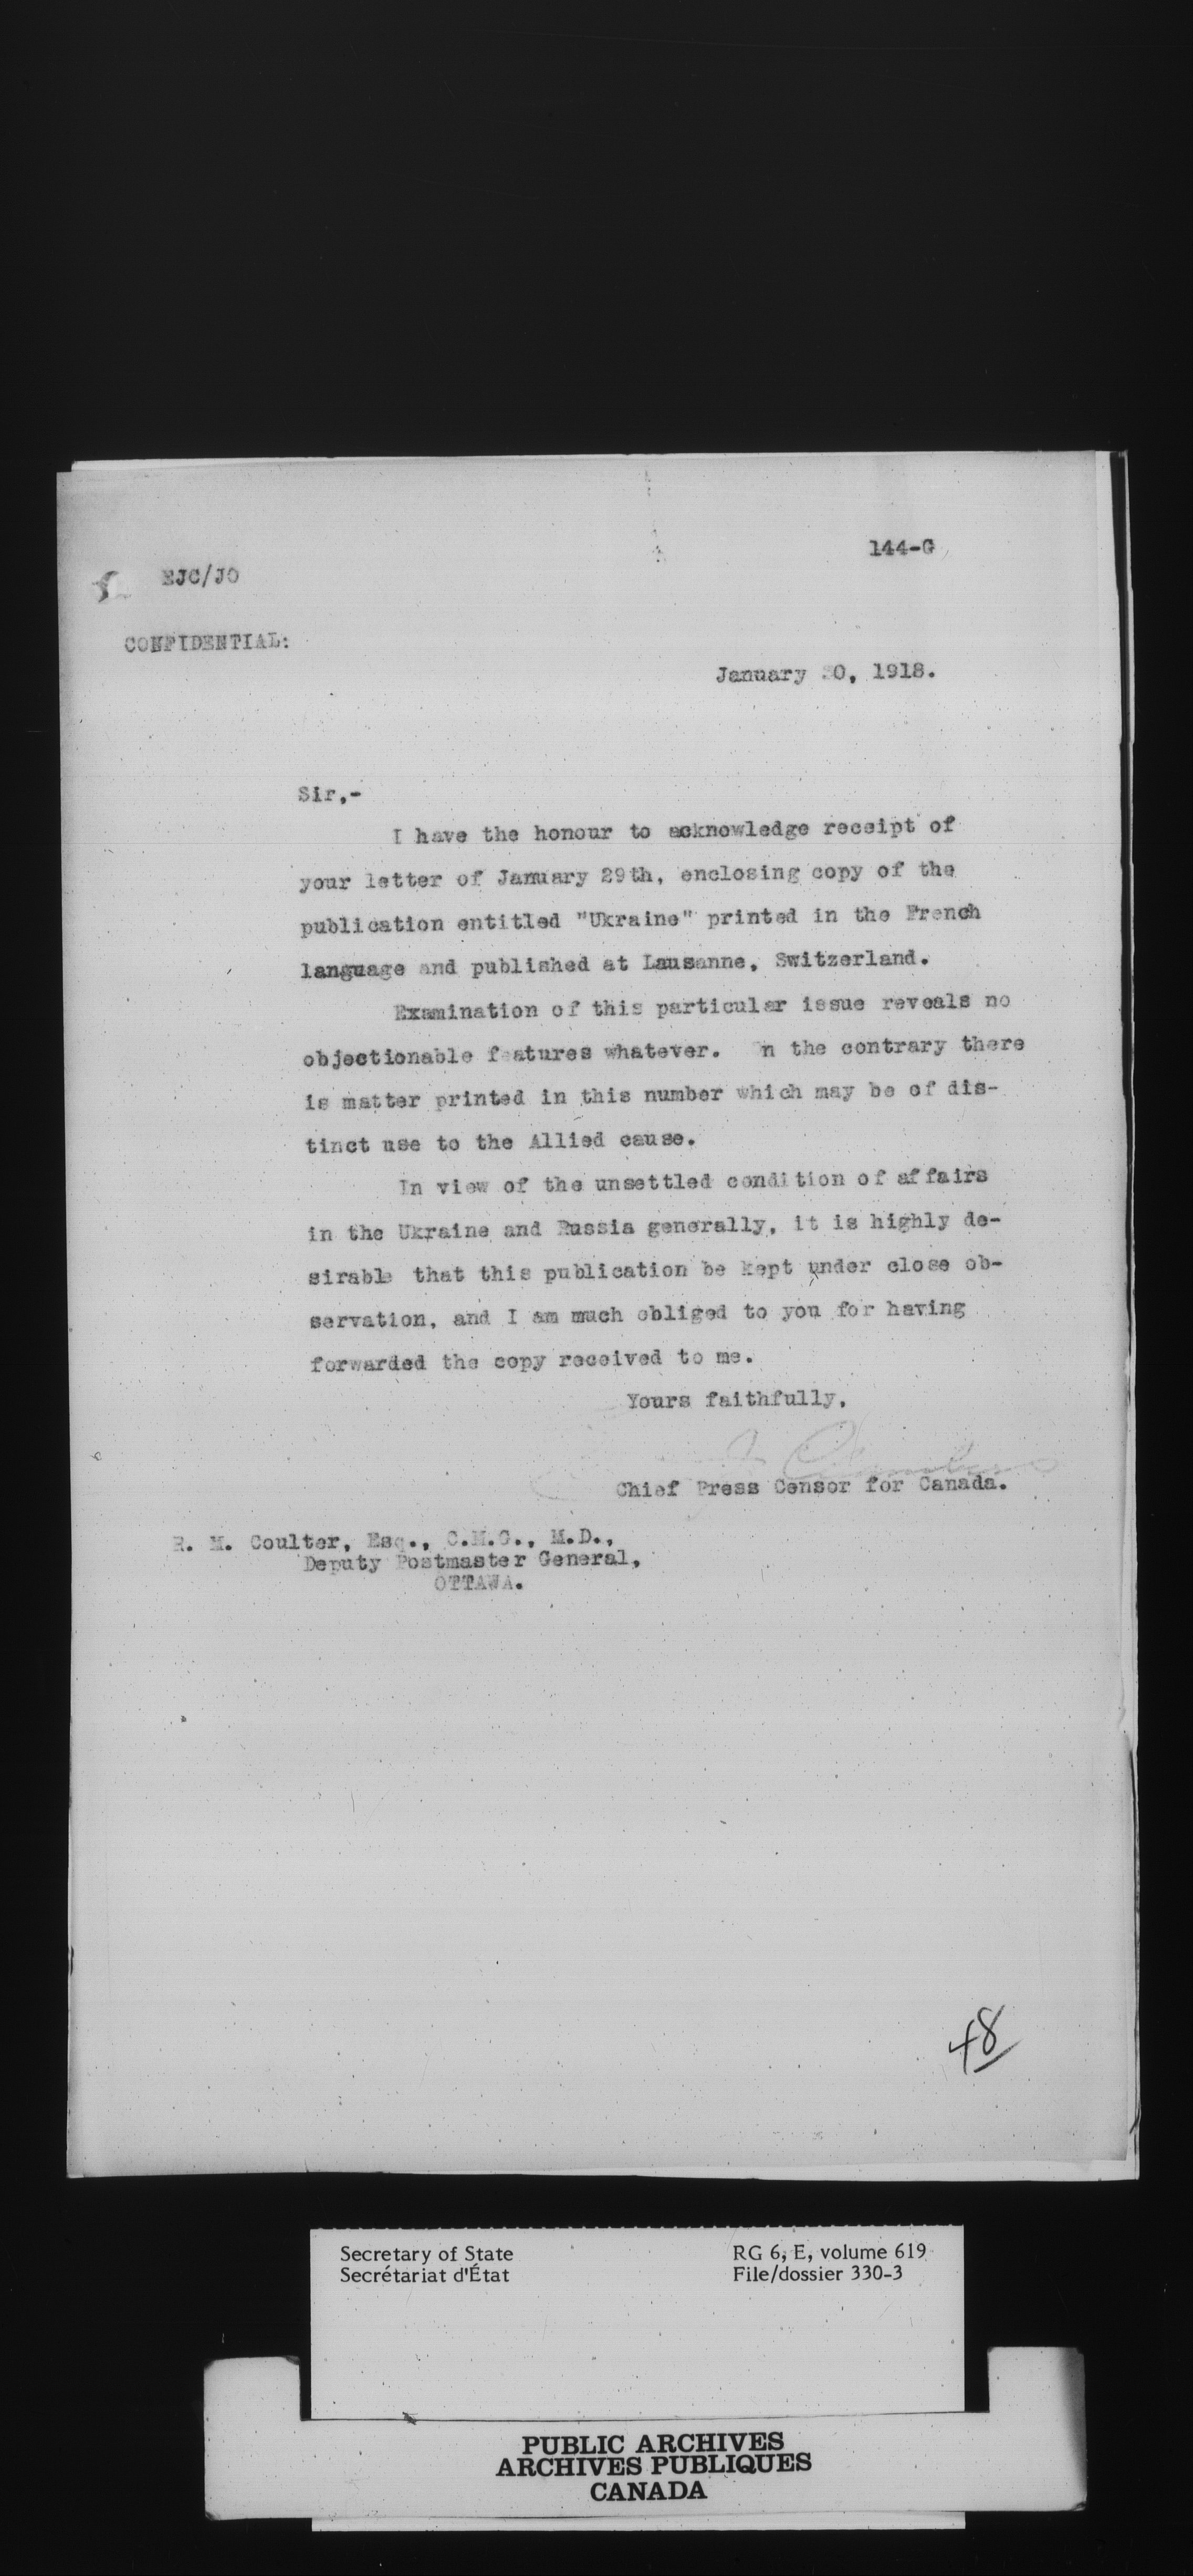 144-G
EJC/JO
CONFIDENTIAL:
January 30, 1918.
Sir,-
I have the honour to acknowledge receipt of
your letter of January 29th, enclosing copy of the
publication entitled "Ukraine" printed in the French
language and published at Lausanne, Switzerland.
Examination of this particular issue reveals no
objectionable features whatever. On the contrary there
is matter printed in this number which may be of dis-
tinct use to the Allied cause.
In view of the unsettled condition of affairs
in the Ukraine and Russia generally, it is highly de-
sirable that this publication be kept under close ob-
servation, and I am much obliged to you for having
forwarded the copy received to me.
Yours faithfully,
Chief Press Censor for Canada.
R. M. Coulter, Esq., C.M.G., M.D.,
Deputy Postmaster General,
OTTAWA.
48
Secretary of State
Secrétariat d'État
RG 6, E, volume 619
File/dossier 330-3
PUBLIC ARCHIVES
ARCHIVES PUBLIQUES
CANADA